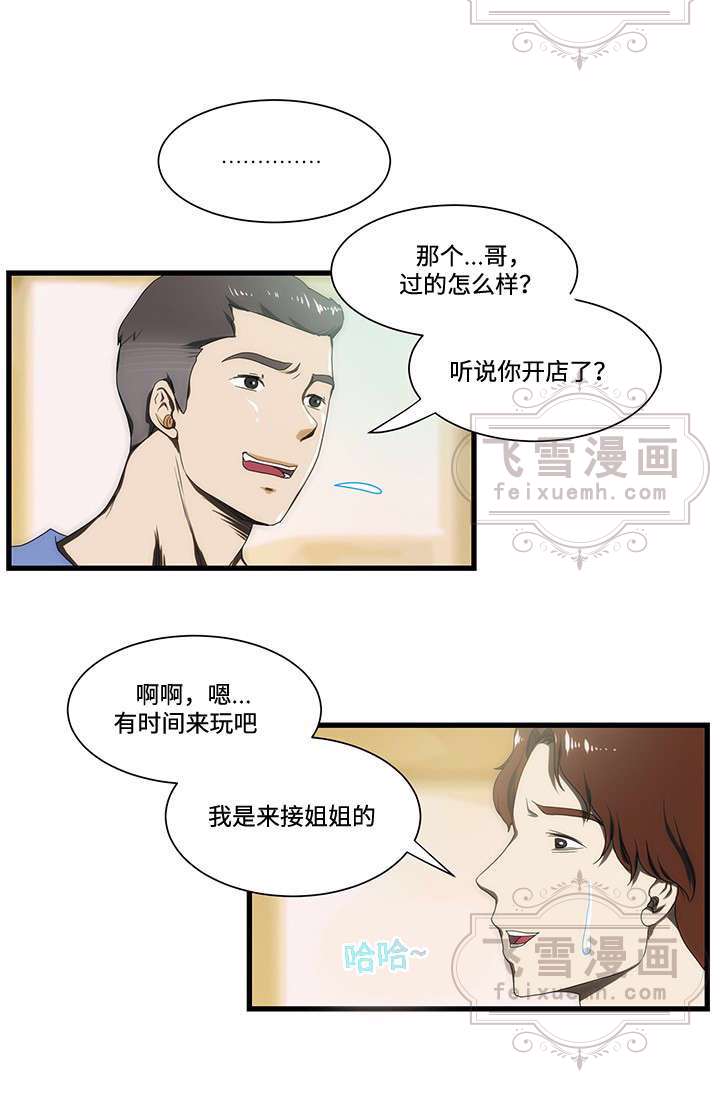 ..............
那个...哥，
过的怎么样？
听说你开店了？
飞雪漫画
feixuemh.com
啊啊，嗯...
有时间来玩吧
我是来接姐姐的
哈哈~
飞雪漫画
feixuemh.com